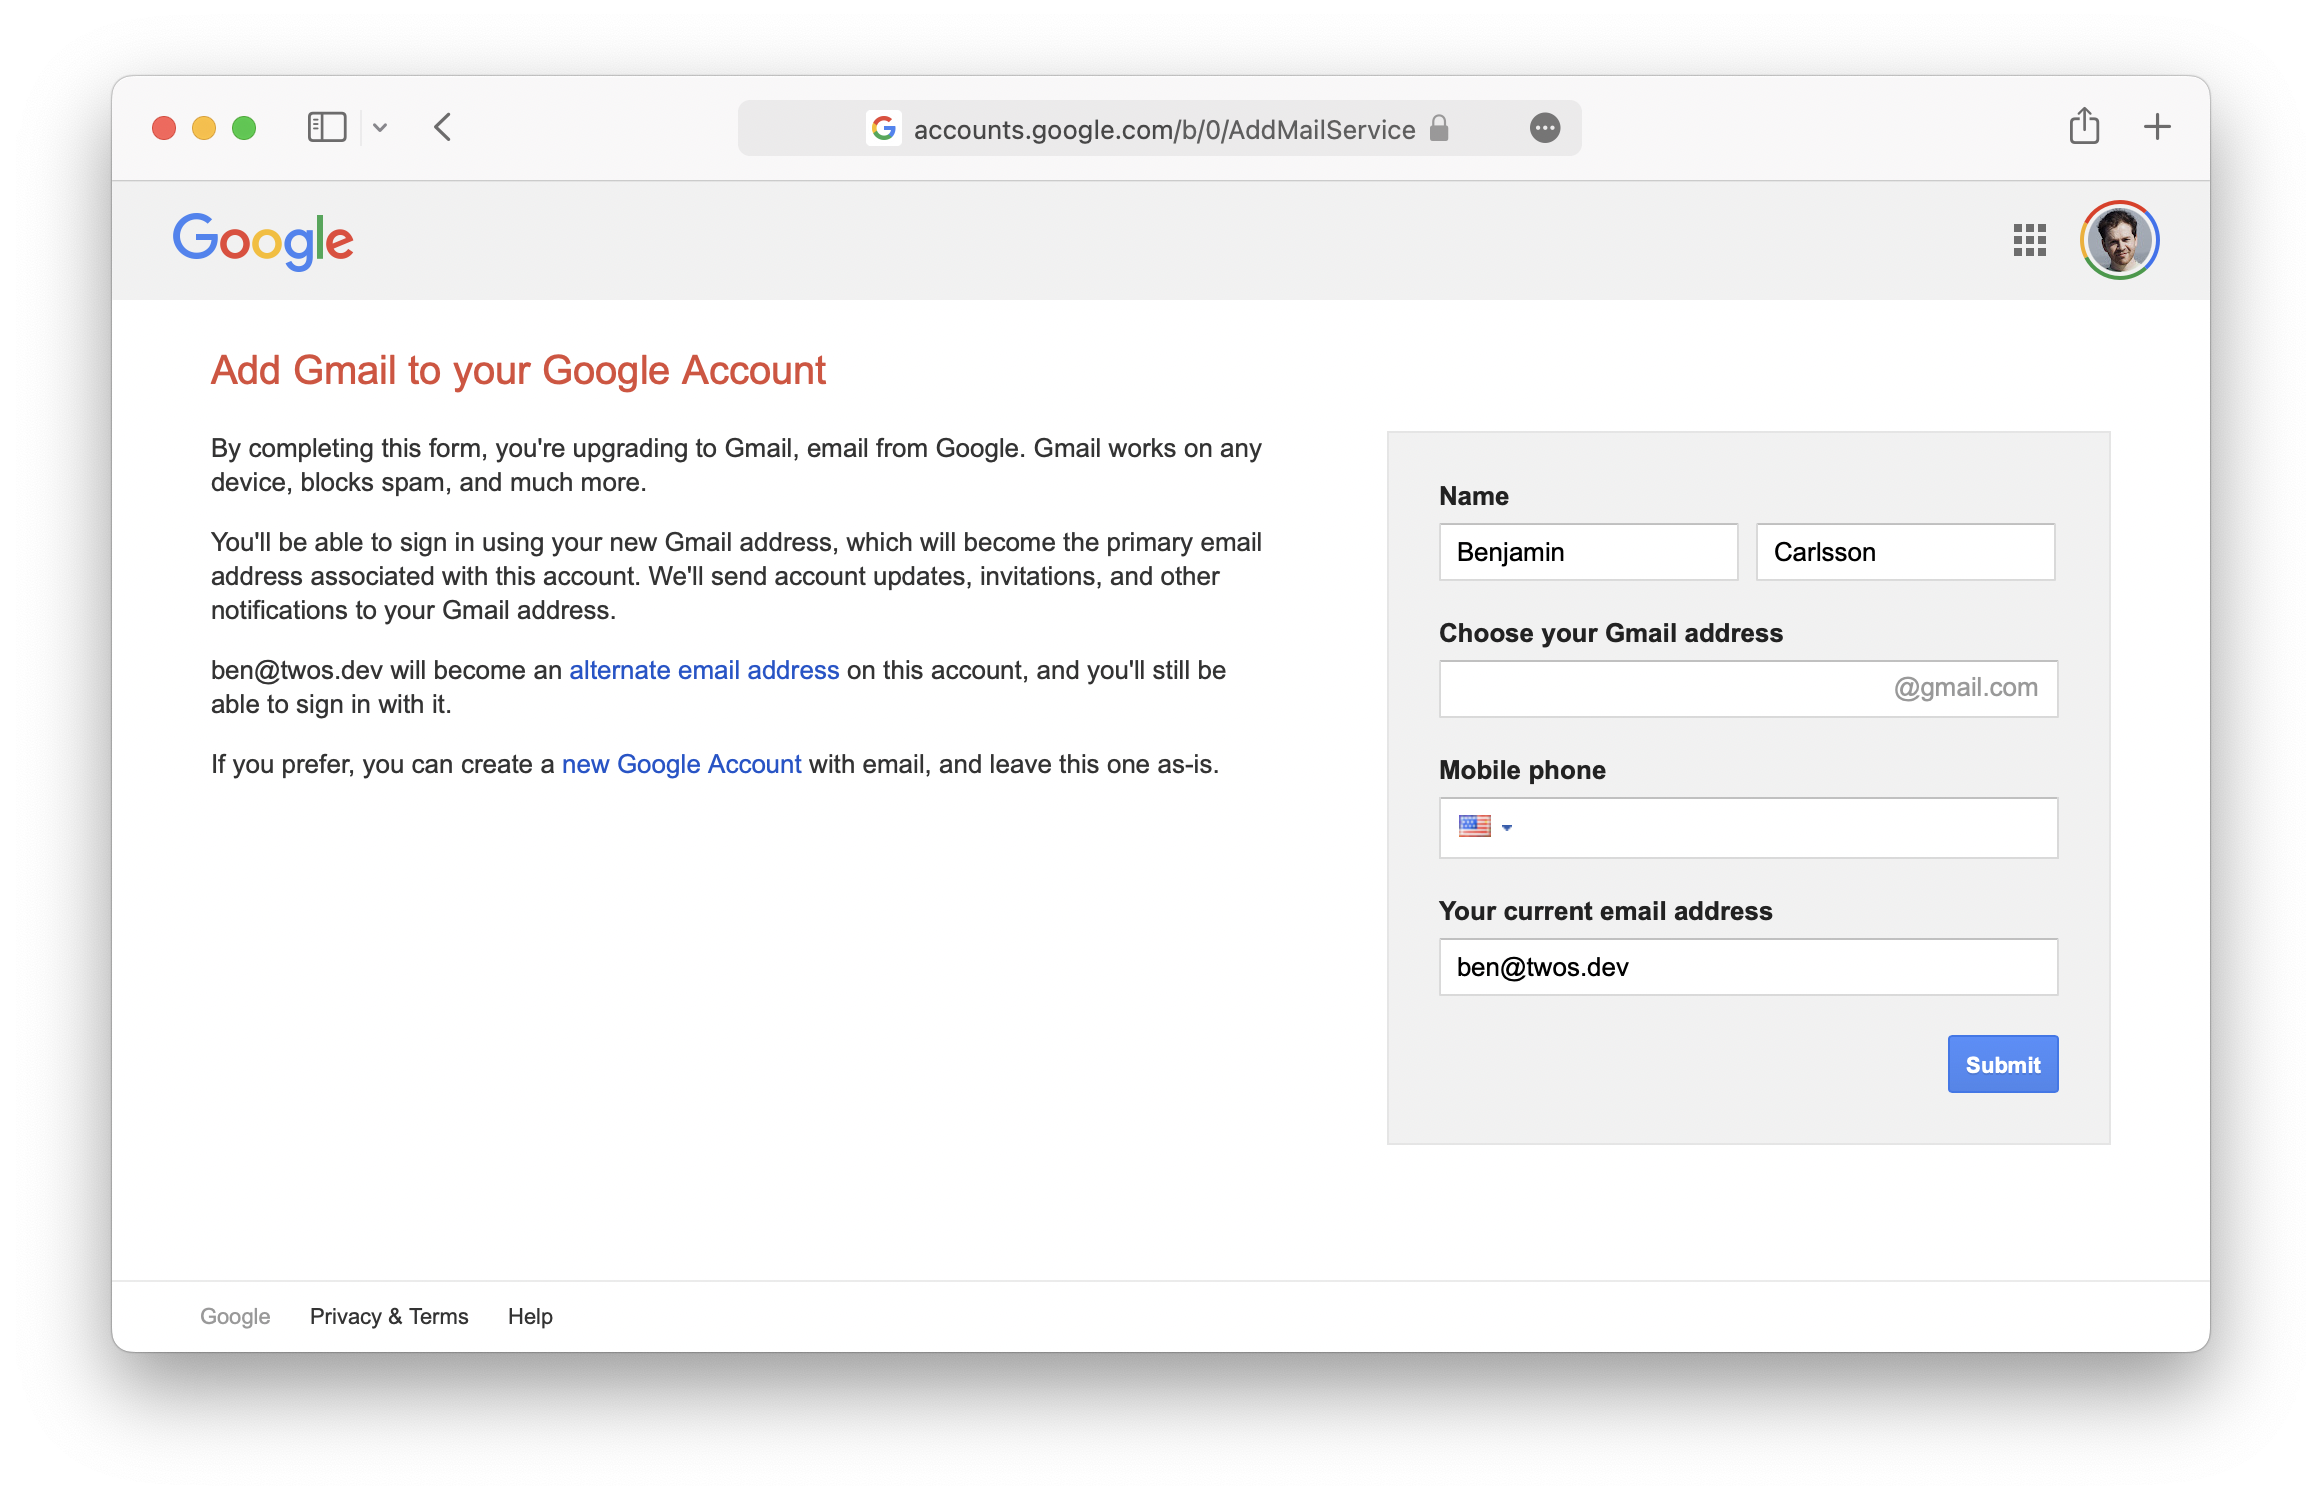 accounts.google.com/b/0/AddMailService
Google
Add Gmail to your Google Account
By completing this form, you're upgrading to Gmail, email from Google. Gmail works on any
device, blocks spam, and much more.
You'll be able to sign in using your new Gmail address, which will become the primary email
address associated with this account. We'll send account updates, invitations, and other
notifications to your Gmail address.
ben@twos.dev will become an alternate email address on this account, and you'll still be
able to sign in with it.
If you prefer, you can create a new Google Account with email, and leave this one as-is.
Name
Benjamin Carlsson
Choose your Gmail address
@gmail.com
Mobile phone
Your current email address
ben@twos.dev
Submit
Google Privacy & Terms Help